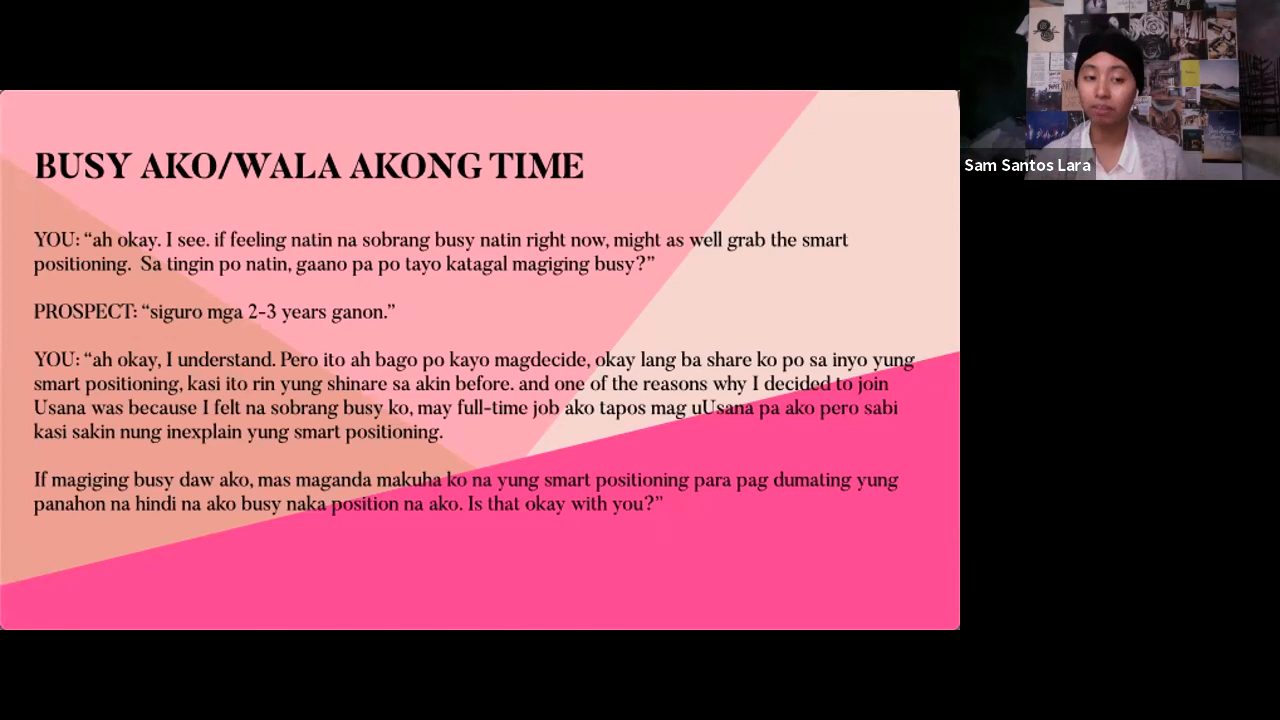 BUSY AKO/WALA AKONG TIME
YOU: “ah okay. I see. if feeling natin na sobrang busy natin right now, might as well grab the smart
positioning.  Sa tingin po natin, gaano pa po tayo katagal magiging busy?”
PROSPECT: “siguro mga 2-3 years ganon.”
YOU: “ah okay, I understand. Pero ito ah bago po kayo magdecide, okay lang ba share ko po sa inyo yung
smart positioning, kasi ito rin yung shinare sa akin before. and one of the reasons why I decided to join
Usana was because I felt na sobrang busy ko, may full-time job ako tapos mag uUsana pa ako pero sabi
kasi sakin nung inexplain yung smart positioning.
If magiging busy daw ako, mas maganda makuha ko na yung smart positioning para pag dumating yung
panahon na hindi na ako busy naka position na ako. Is that okay with you?”
Sam Santos Lara